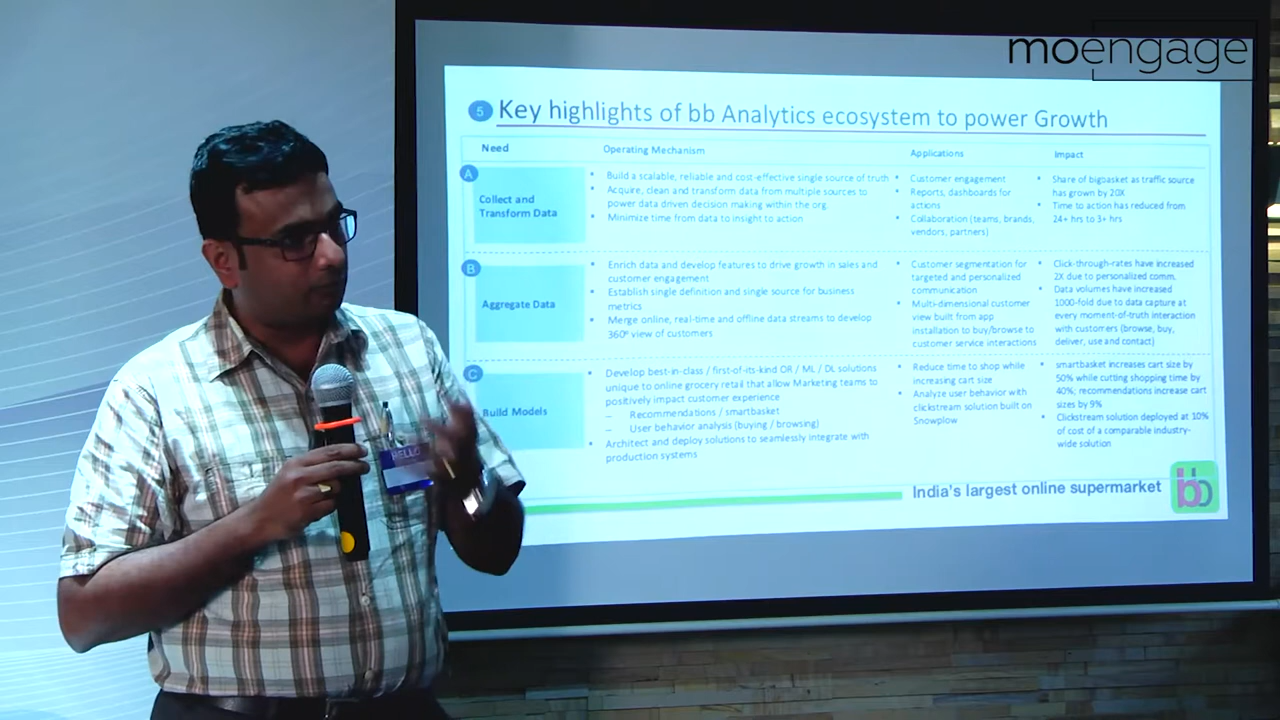 moengage
5 Key highlights of bb Analytics ecosystem to power Growth
Need
Operating Mechanism
Applications
Impact
A
Collect and
Transform Data
• Build a scalable, reliable and cost-effective single source of truth
• Acquire, clean and transform data from multiple sources to
power data driven decision making within the org.
• Minimize time from data to insight to action
• Customer engagement
• Reports, dashboards for
actions
• Collaboration (teams, brands,
vendors, partners)
• Share of bigbasket as traffic source
has grown by 20X
• Time to action has reduced from
24+ hrs to 3+ hrs
B
Aggregate Data
• Enrich data and develop features to drive growth in sales and
customer engagement
• Establish single definition and single source for business
metrics
• Merge online, real-time and offline data streams to develop
360º view of customers
• Customer segmentation for
targeted and personalized
communication
• Multi-dimensional customer
view built from app
installation to buy/browse to
customer service interactions
• Click-through-rates have increased
2X due to personalized comm.
• Data volumes have increased
1000-fold due to data capture at
every moment-of-truth interaction
with customers (browse, buy,
deliver, use and contact)
C
Build Models
• Develop best-in-class / first-of-its-kind OR / ML / DL solutions
unique to online grocery retail that allow Marketing teams to
positively impact customer experience
– Recommendations / smartbasket
– User behavior analysis (buying / browsing)
• Architect and deploy solutions to seamlessly integrate with
production systems
• Reduce time to shop while
increasing cart size
• Analyze user behavior with
clickstream solution built on
Snowplow
• smartbasket increases cart size by
50% while cutting shopping time by
40%; recommendations increase cart
sizes by 9%
• Clickstream solution deployed at 10%
of cost of a comparable industry-
wide solution
India's largest online supermarket
bb
HELLO